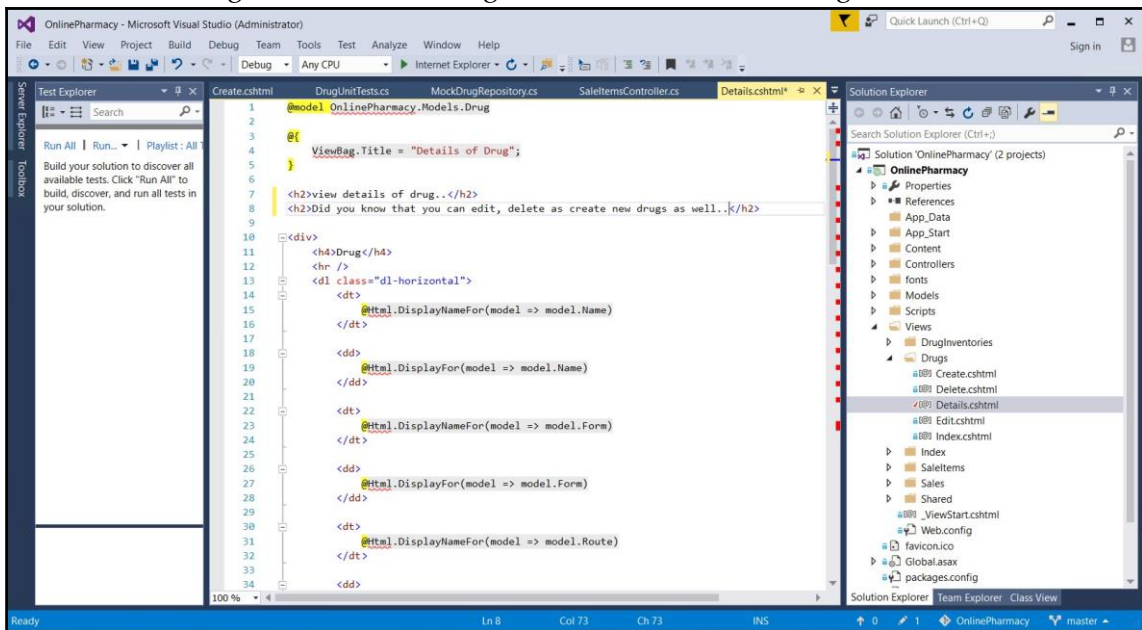 OnlinePharmacy - Microsoft Visual Studio (Administrator)
Quick Launch (Ctrl+Q)
File Edit View Project Build Debug Team Tools Test Analyze Window Help
Sign in
Debug Any CPU Internet Explorer
Server Explorer
Toolbox
Test Explorer
Search
Run All | Run... | Playlist : All T
Build your solution to discover all
available tests. Click "Run All" to
build, discover, and run all tests in
your solution.
Create.cshtml DrugUnitTests.cs MockDrugRepository.cs SaleItemsController.cs Details.cshtml*
1 @model OnlinePharmacy.Models.Drug
2
3 @{
4 ViewBag.Title = "Details of Drug";
5 }
6
7 <h2>view details of drug..</h2>
8 <h2>Did you know that you can edit, delete as create new drugs as well..</h2>
9
10 <div>
11 <h4>Drug</h4>
12 <hr />
13 <dl class="dl-horizontal">
14 <dt>
15 @Html.DisplayNameFor(model => model.Name)
16 </dt>
17
18 <dd>
19 @Html.DisplayFor(model => model.Name)
20 </dd>
21
22 <dt>
23 @Html.DisplayNameFor(model => model.Form)
24 </dt>
25
26 <dd>
27 @Html.DisplayFor(model => model.Form)
28 </dd>
29
30 <dt>
31 @Html.DisplayNameFor(model => model.Route)
32 </dt>
33
34 <dd>
100 %
Solution Explorer
Search Solution Explorer (Ctrl+;)
Solution 'OnlinePharmacy' (2 projects)
OnlinePharmacy
Properties
References
App_Data
App_Start
Content
Controllers
fonts
Models
Scripts
Views
DrugInventories
Drugs
Create.cshtml
Delete.cshtml
Details.cshtml
Edit.cshtml
Index.cshtml
Index
SaleItems
Sales
Shared
_ViewStart.cshtml
Web.config
favicon.ico
Global.asax
packages.config
Solution Explorer Team Explorer Class View
Ready Ln 8 Col 73 Ch 73 INS 0 1 OnlinePharmacy master